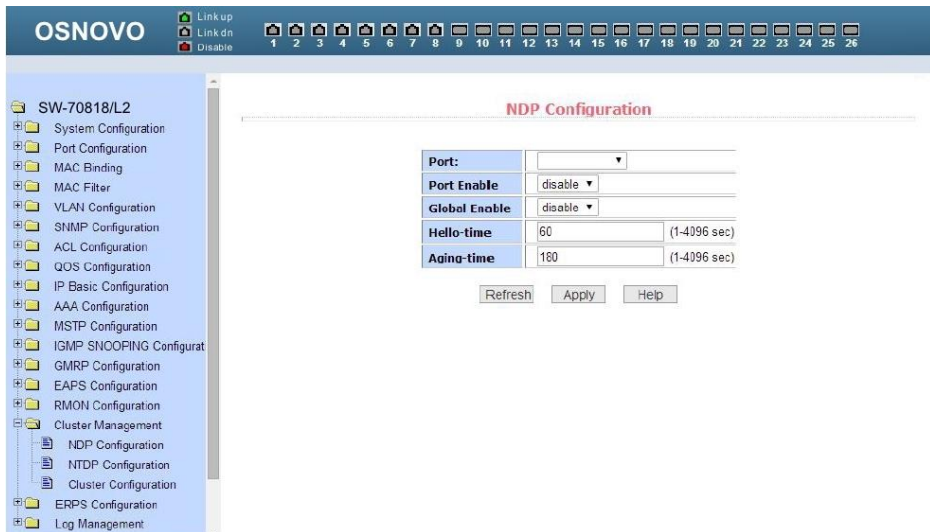 OSNOVO
Link up
Link dn
Disable
1 2 3 4 5 6 7 8 9 10 11 12 13 14 15 16 17 18 19 20 21 22 23 24 25 26
SW-70818/L2
System Configuration
Port Configuration
MAC Binding
MAC Filter
VLAN Configuration
SNMP Configuration
ACL Configuration
QOS Configuration
IP Basic Configuration
AAA Configuration
MSTP Configuration
IGMP SNOOPING Configurat
GMRP Configuration
EAPS Configuration
RMON Configuration
Cluster Management
NDP Configuration
NTDP Configuration
Cluster Configuration
ERPS Configuration
Log Management
NDP Configuration
Port:
Port Enable disable
Global Enable disable
Hello-time 60 (1-4096 sec)
Aging-time 180 (1-4096 sec)
Refresh Apply Help